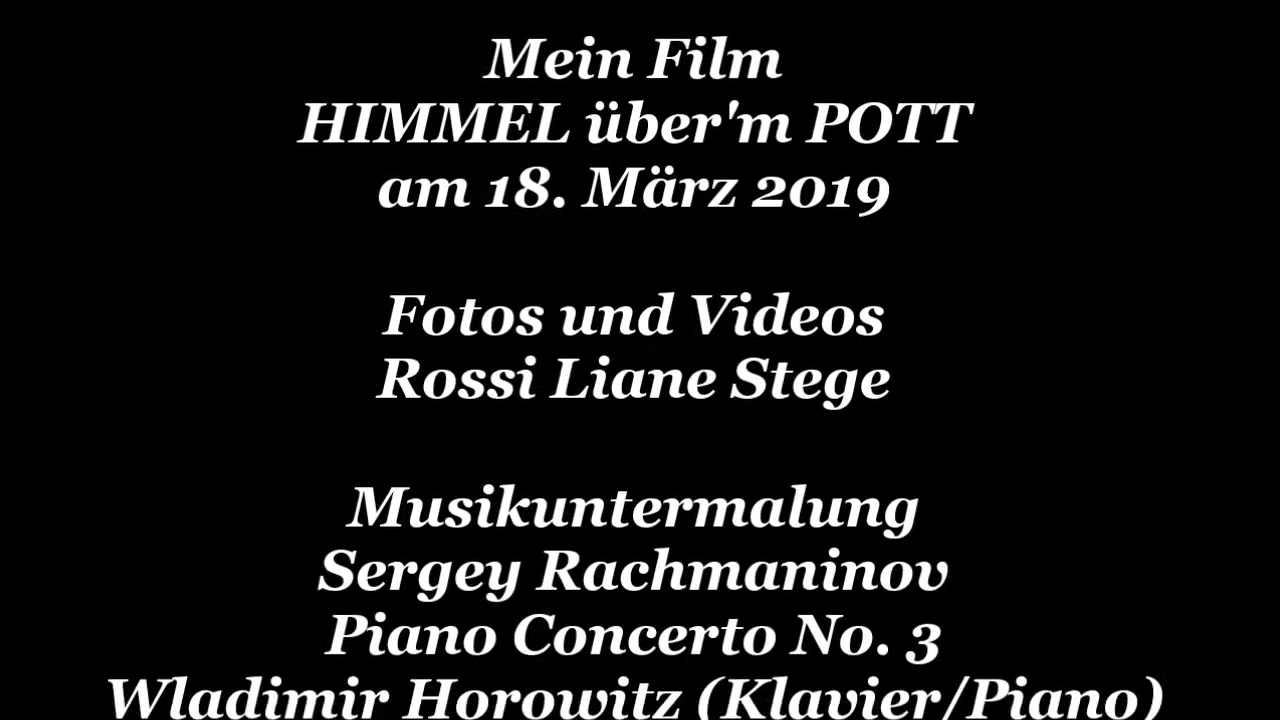 Mein Film
HIMMEL über'm POTT
am 18. März 2019
Fotos und Videos
Rossi Liane Stege
Musikuntermalung
Sergey Rachmaninov
Piano Concerto No. 3
Wladimir Horowitz (Klavier/Piano)